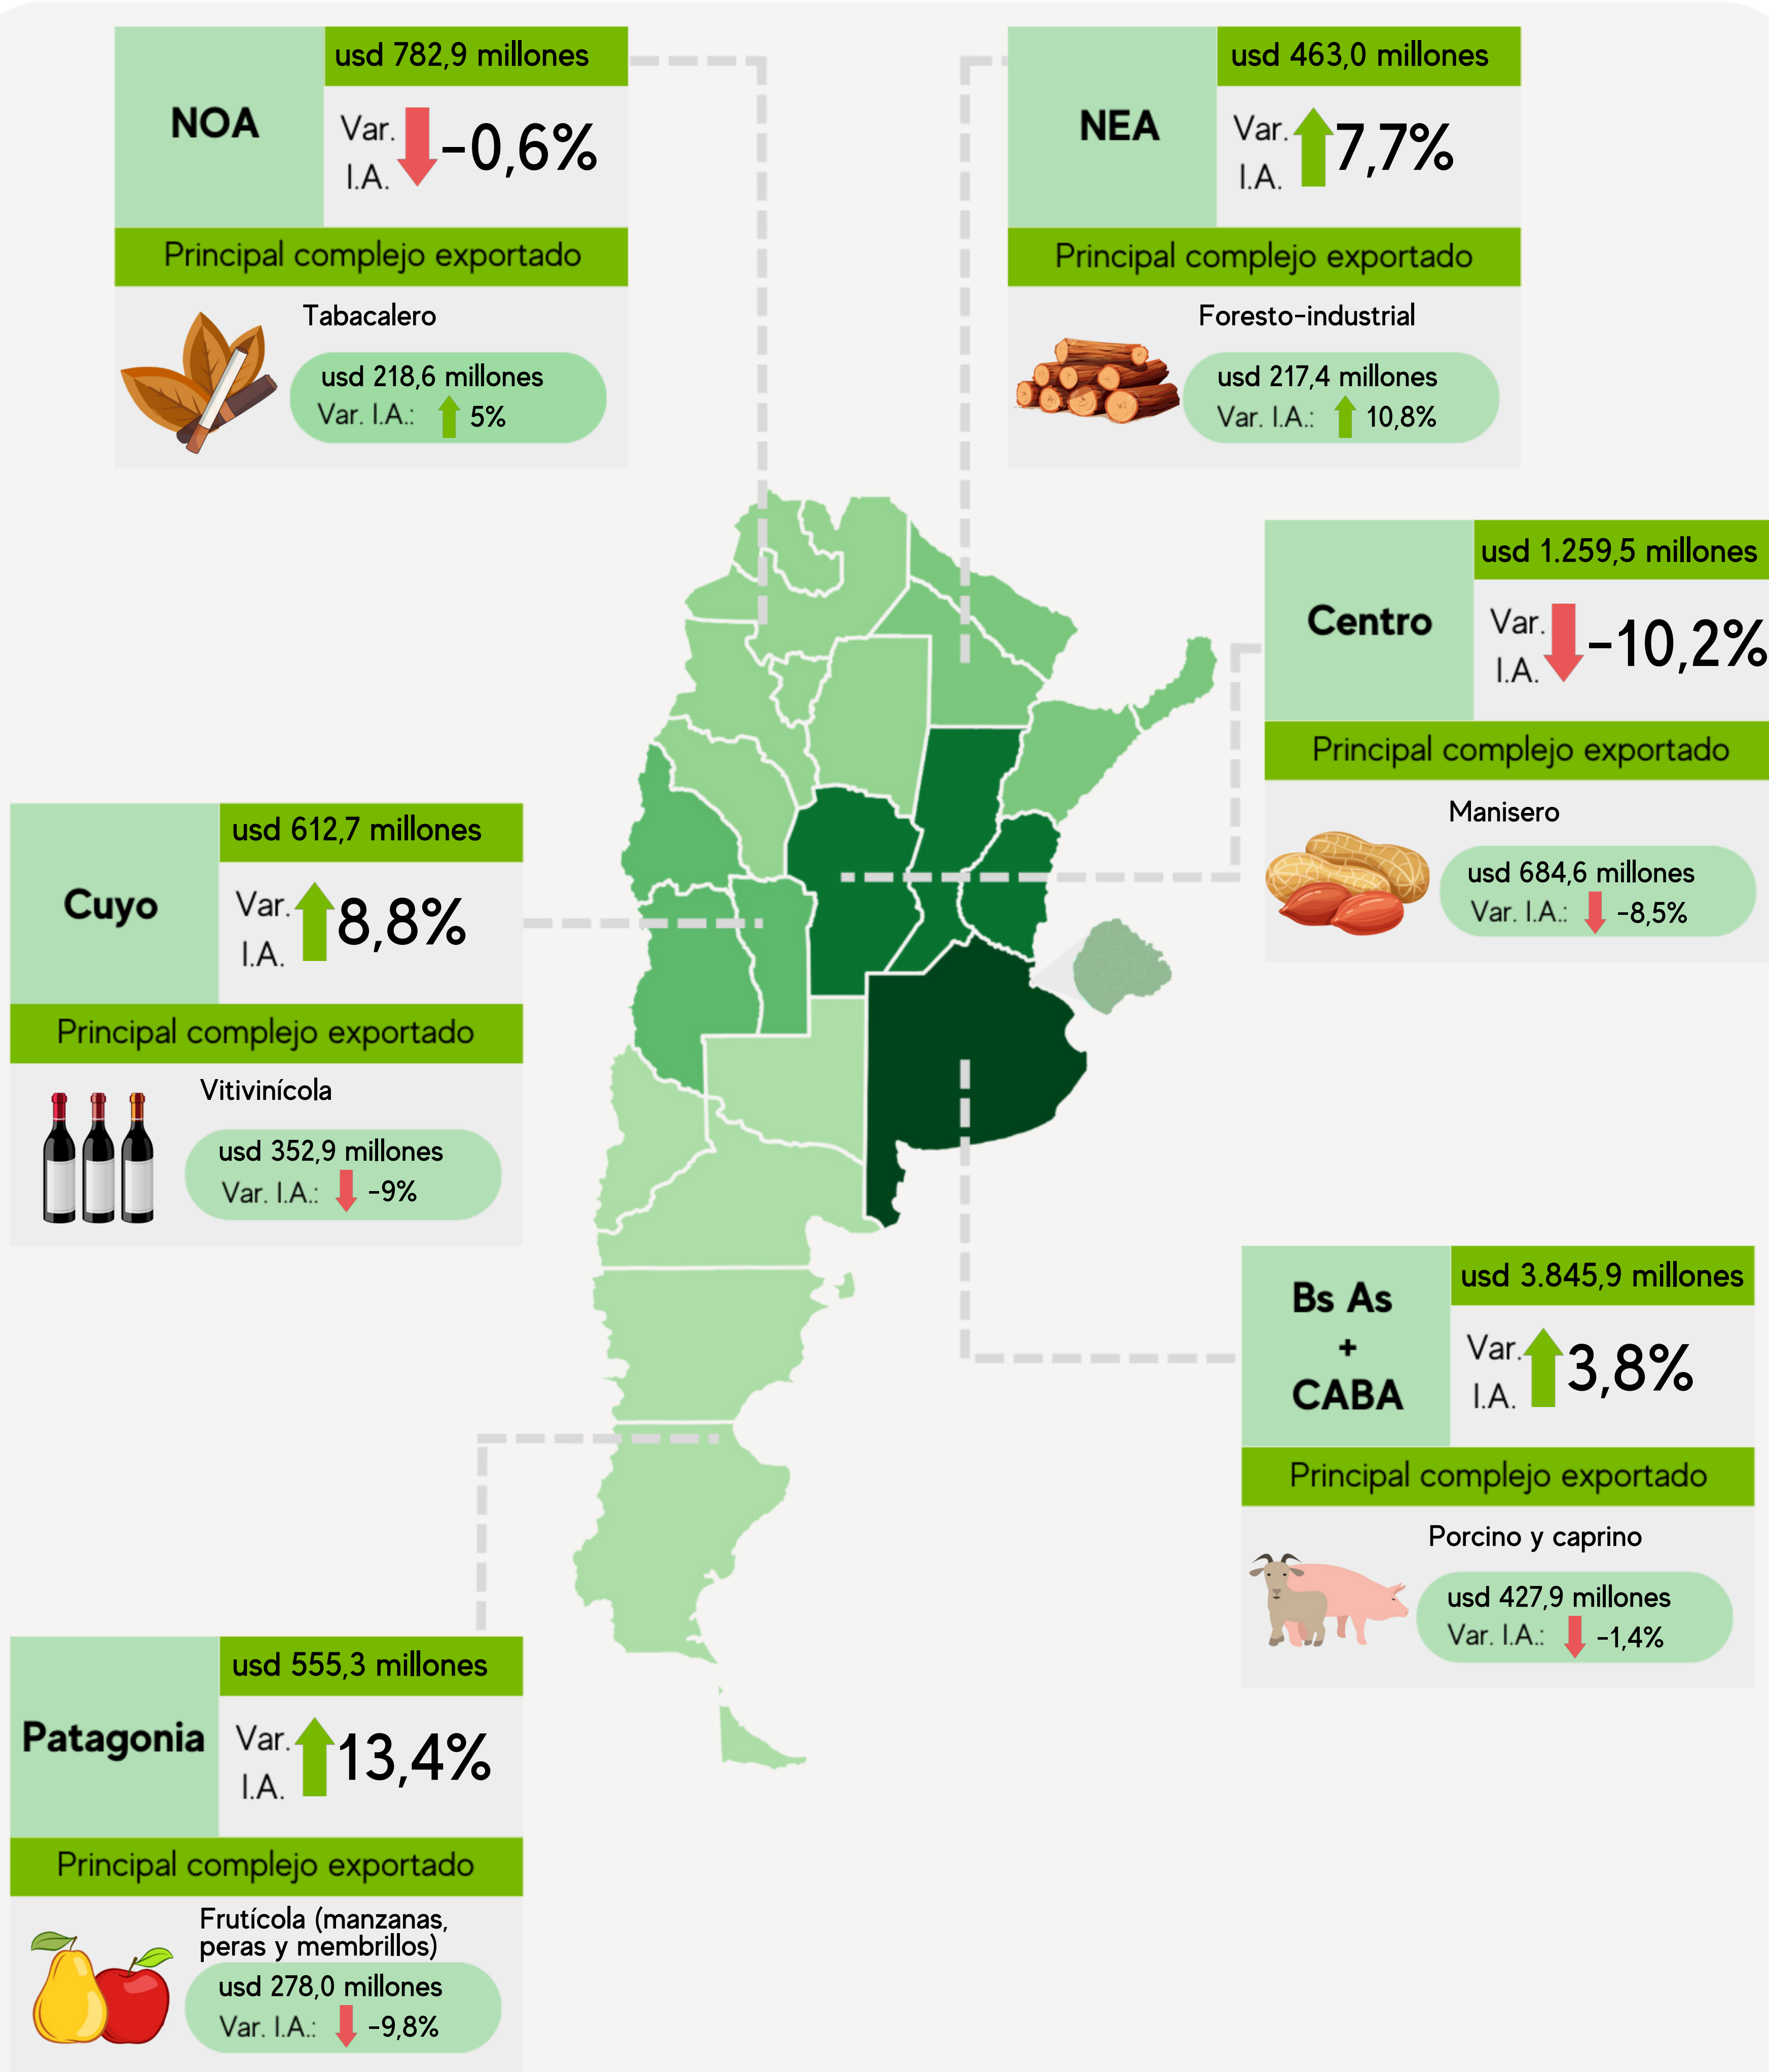 NOA
usd 782,9 millones
Var.
I.A.
-0,6%
Principal complejo exportado
Tabacalero
usd 218,6 millones
Var. I.A.: 5%
NEA
usd 463,0 millones
Var.
I.A.
7,7%
Principal complejo exportado
Foresto-industrial
usd 217,4 millones
Var. I.A.: 10,8%
Centro
usd 1.259,5 millones
Var.
I.A.
-10,2%
Principal complejo exportado
Manisero
usd 684,6 millones
Var. I.A.: -8,5%
Cuyo
usd 612,7 millones
Var.
I.A.
8,8%
Principal complejo exportado
Vitivinícola
usd 352,9 millones
Var. I.A.: -9%
Bs As
+
CABA
usd 3.845,9 millones
Var.
I.A.
3,8%
Principal complejo exportado
Porcino y caprino
usd 427,9 millones
Var. I.A.: -1,4%
Patagonia
usd 555,3 millones
Var.
I.A.
13,4%
Principal complejo exportado
Frutícola (manzanas,
peras y membrillos)
usd 278,0 millones
Var. I.A.: -9,8%